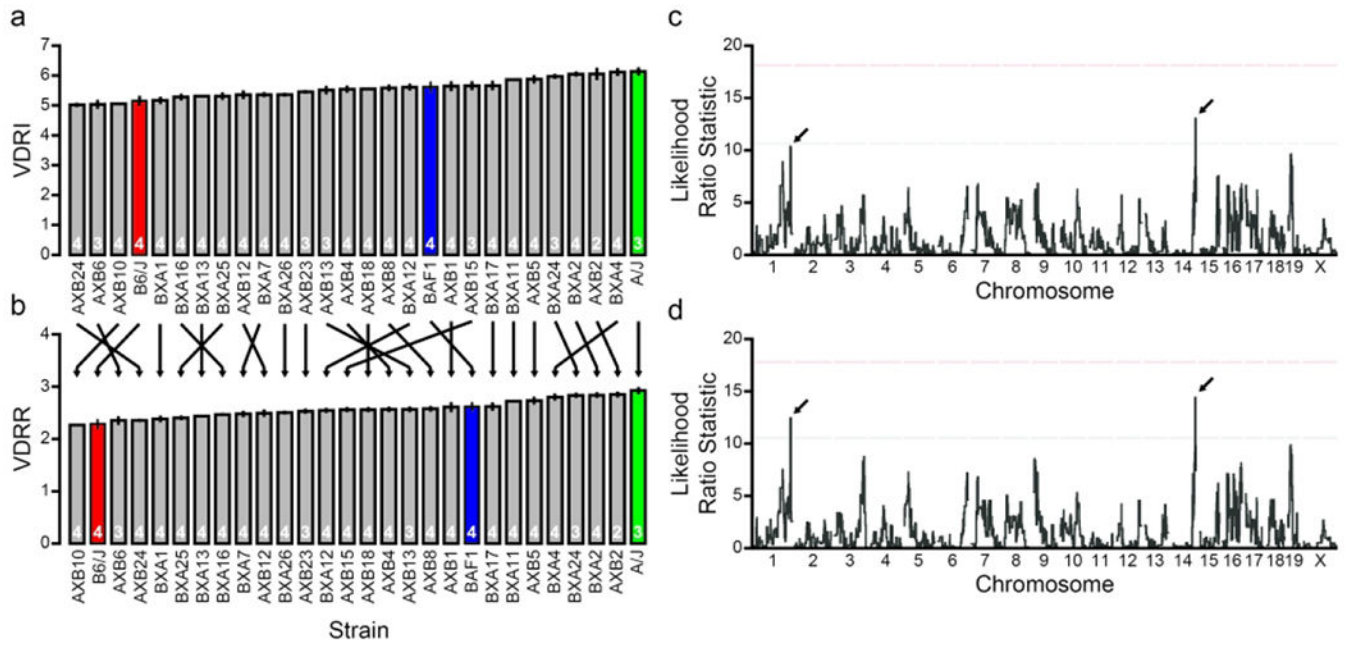 a
VDRI
7
6
5
4
3
2
1
0
4 3 4 4 4 4 4 4 4 4 4 3 3 4 4 4 4 4 4 3 4 4 4 3 4 2 4 3
AXB24 AXB6 AXB10 B6/J BXA1 BXA16 BXA13 BXA25 AXB12 BXA7 BXA26 AXB23 AXB13 AXB4 AXB18 AXB8 BXA12 BAF1 AXB1 AXB15 BXA17 BXA11 AXB5 BXA24 BXA2 AXB2 BXA4 A/J
b
VDRR
4
3
2
1
0
4 4 3 4 4 4 4 4 4 4 4 3 4 4 4 4 3 4 4 4 4 4 4 4 3 4 2 3
AXB10 B6/J AXB6 AXB24 BXA1 BXA25 BXA13 BXA16 BXA7 AXB12 BXA26 AXB23 BXA12 AXB15 AXB18 AXB4 AXB13 AXB8 AXB1 BAF1 BXA17 BXA11 AXB5 BXA4 BXA24 BXA2 AXB2 A/J
Strain
c
Likelihood
Ratio Statistic
20
15
10
5
0
1 2 3 4 5 6 7 8 9 10 11 12 13 14 15 16 17 18 19 X
Chromosome
d
Likelihood
Ratio Statistic
20
15
10
5
0
1 2 3 4 5 6 7 8 9 10 11 12 13 14 15 16 17 18 19 X
Chromosome